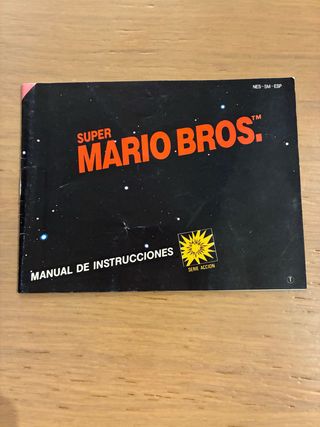 NES-SM-ESP
SUPER
MARIO BROS.™
MANUAL DE INSTRUCCIONES
SERIE ACCION
T